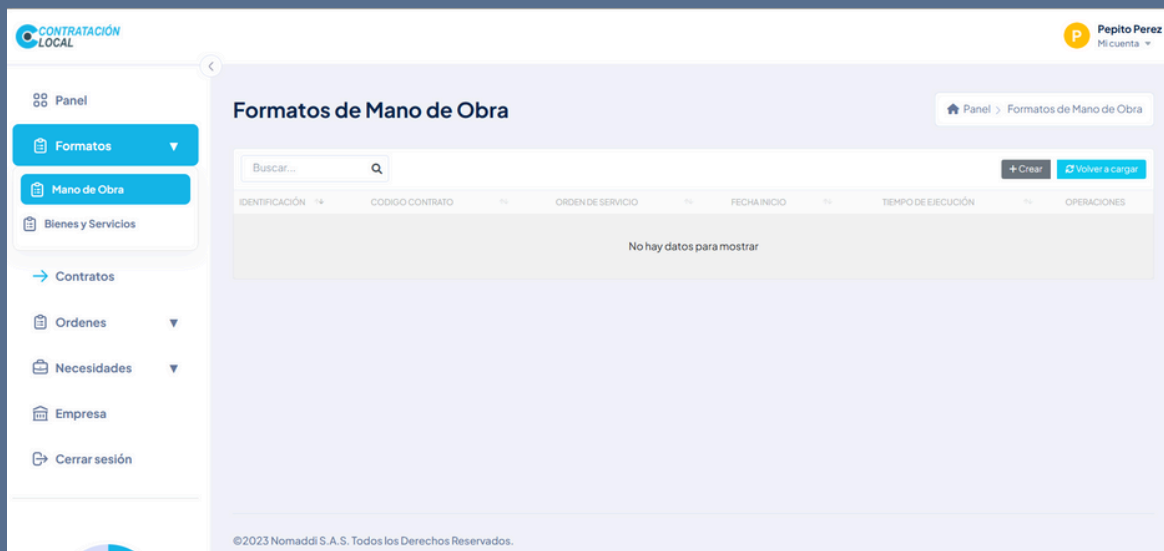 CONTRATACIÓN
LOCAL
P
Pepito Perez
Mi cuenta
Panel
Formatos
Mano de Obra
Bienes y Servicios
Contratos
Ordenes
Necesidades
Empresa
Cerrar sesión
Formatos de Mano de Obra
Panel > Formatos de Mano de Obra
Buscar...
+ Crear
Volver a cargar
IDENTIFICACIÓN CODIGO CONTRATO ORDEN DE SERVICIO FECHA INICIO TIEMPO DE EJECUCIÓN OPERACIONES
No hay datos para mostrar
©2023 Nomaddi S.A.S. Todos los Derechos Reservados.